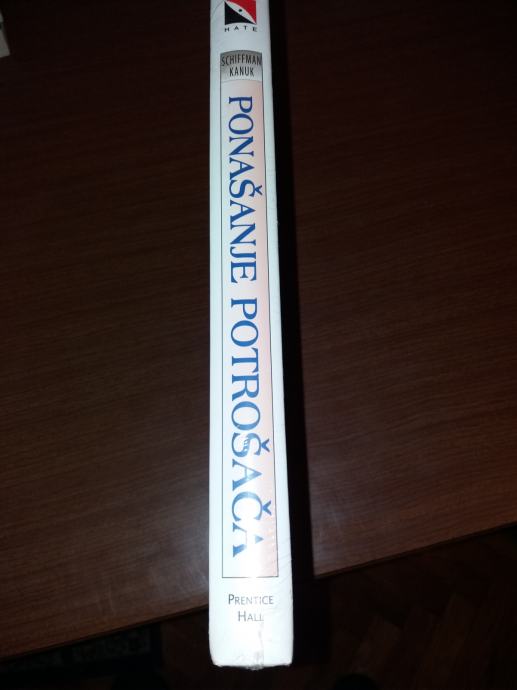 MATE
SCHIFFMAN
KANUK
PONAŠANJE POTROŠAČA
PRENTICE
HALL